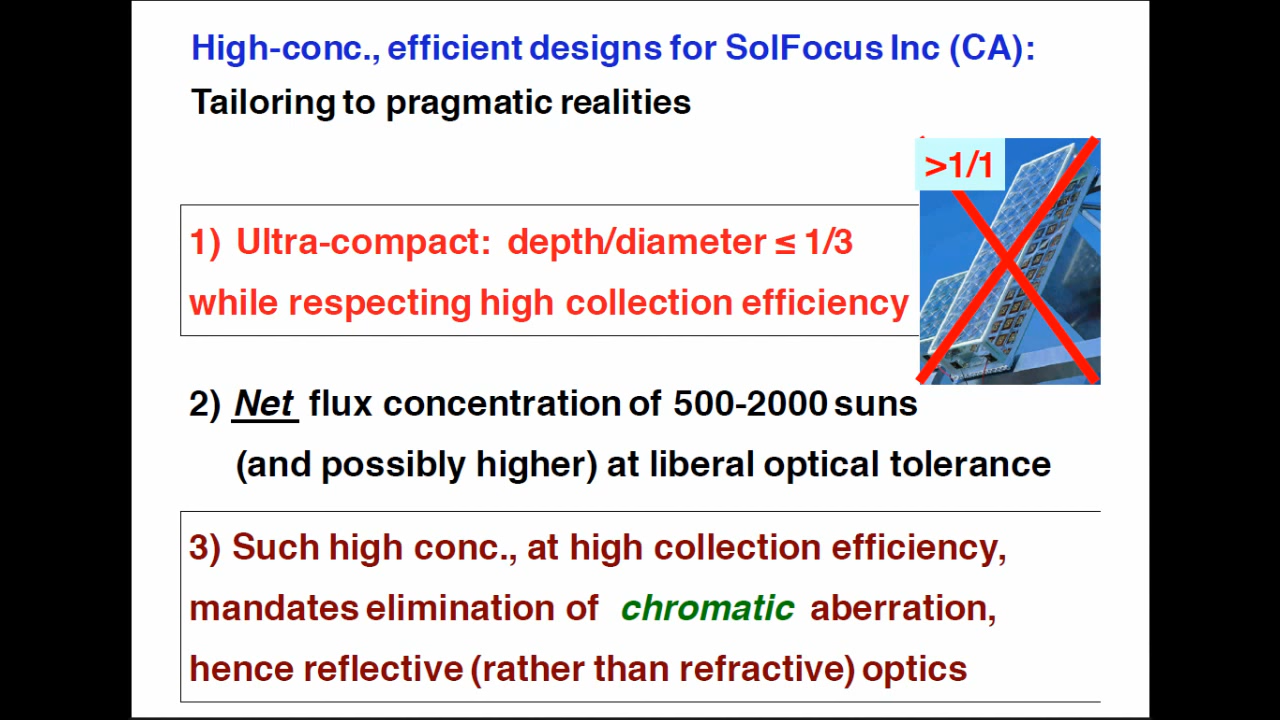 High-conc., efficient designs for SolFocus Inc (CA):
Tailoring to pragmatic realities
>1/1
1) Ultra-compact: depth/diameter ≤ 1/3
while respecting high collection efficiency
2) Net flux concentration of 500-2000 suns
(and possibly higher) at liberal optical tolerance
3) Such high conc., at high collection efficiency,
mandates elimination of chromatic aberration,
hence reflective (rather than refractive) optics